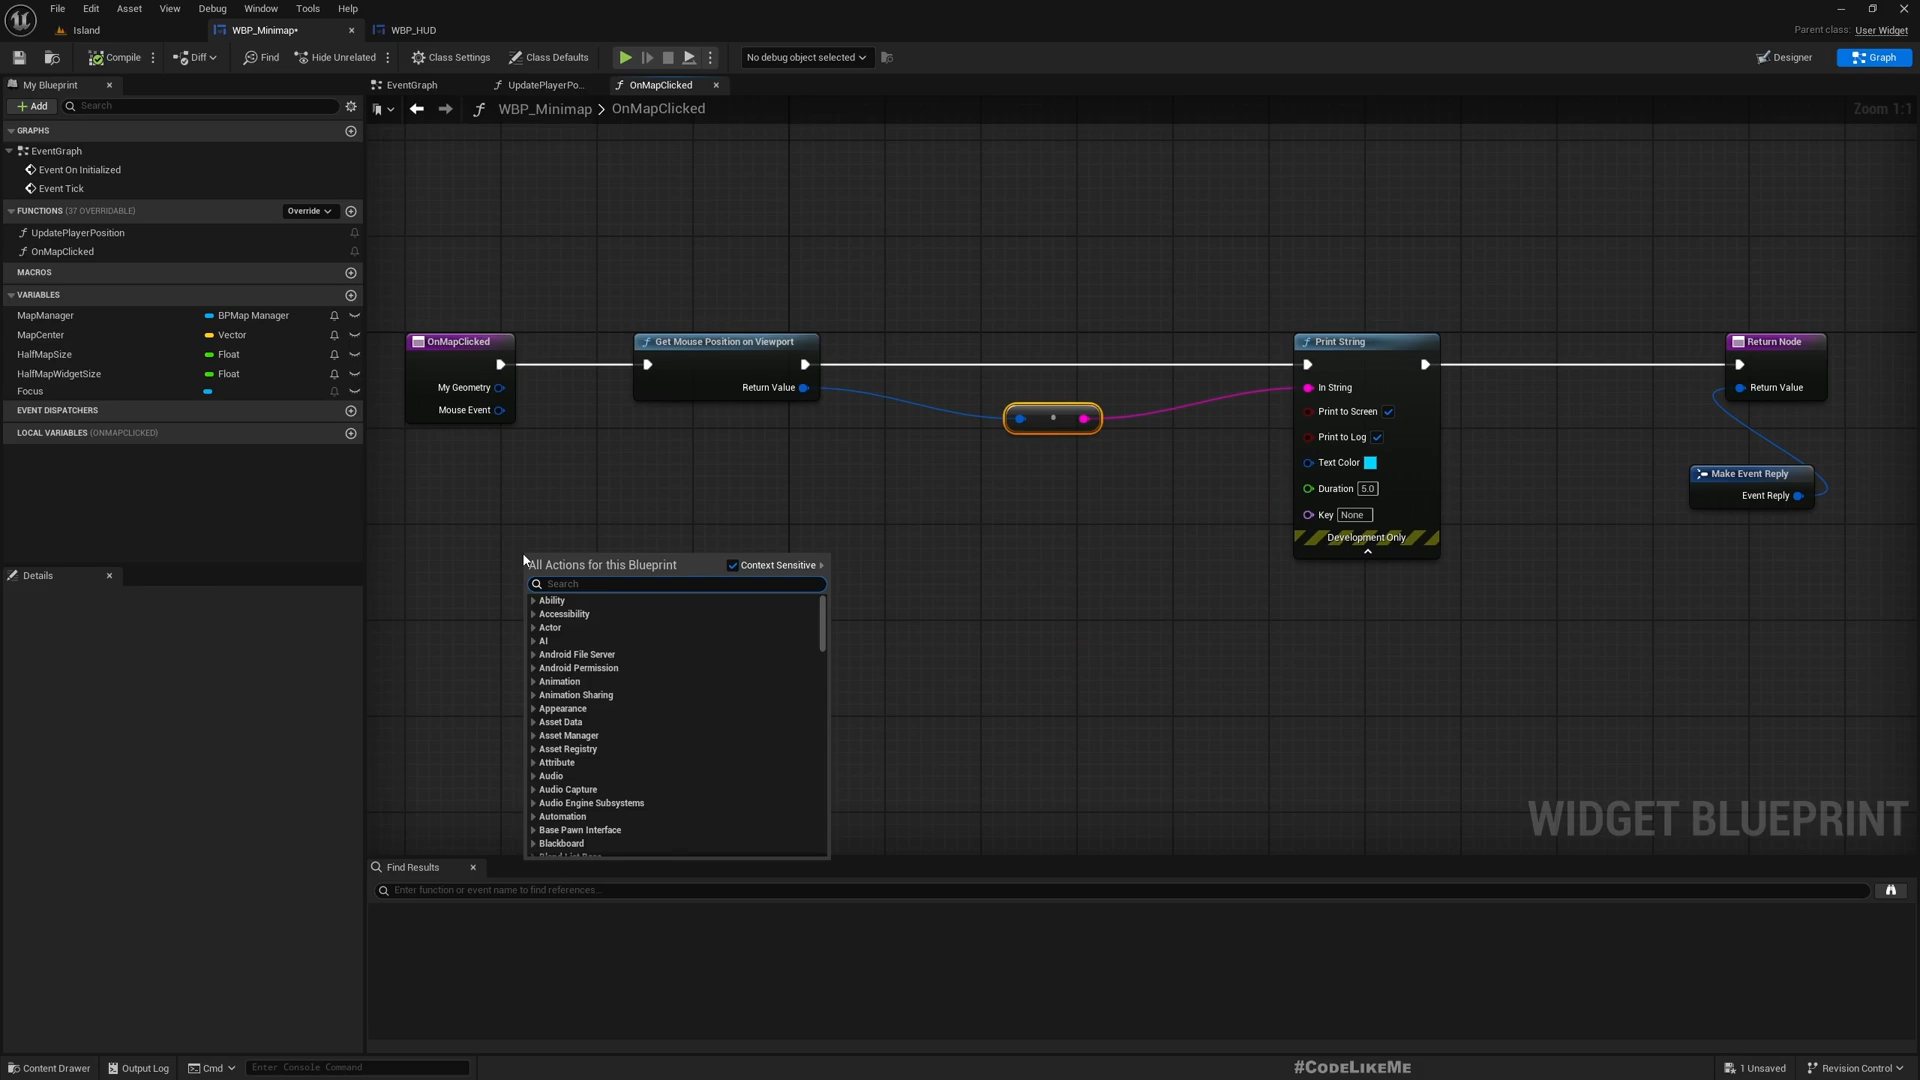 File Edit Asset View Debug Window Tools Help
Island WBP_Minimap* WBP_HUD Parent class: User Widget
Compile Diff Find Hide Unrelated Class Settings Class Defaults No debug object selected Designer Graph
My Blueprint EventGraph UpdatePlayerPo... OnMapClicked
Add Search WBP_Minimap > OnMapClicked Zoom 1:1
GRAPHS
EventGraph
Event On Initialized
Event Tick
FUNCTIONS (37 OVERRIDABLE) Override
UpdatePlayerPosition
OnMapClicked
MACROS
VARIABLES
MapManager BPMap Manager
MapCenter Vector
HalfMapSize Float
HalfMapWidgetSize Float
Focus
EVENT DISPATCHERS
LOCAL VARIABLES (ONMAPCLICKED)
Details
OnMapClicked
My Geometry
Mouse Event
Get Mouse Position on Viewport
Return Value
Print String
In String
Print to Screen
Print to Log
Text Color
Duration 5.0
Key None
Development Only
Return Node
Return Value
Make Event Reply
Event Reply
All Actions for this Blueprint Context Sensitive
Search
Ability
Accessibility
Actor
AI
Android File Server
Android Permission
Animation
Animation Sharing
Appearance
Asset Data
Asset Manager
Asset Registry
Attribute
Audio
Audio Capture
Audio Engine Subsystems
Automation
Base Pawn Interface
Blackboard
WIDGET BLUEPRINT
Find Results
Enter function or event name to find references...
Content Drawer Output Log Cmd Enter Console Command #CodeLikeMe 1 Unsaved Revision Control